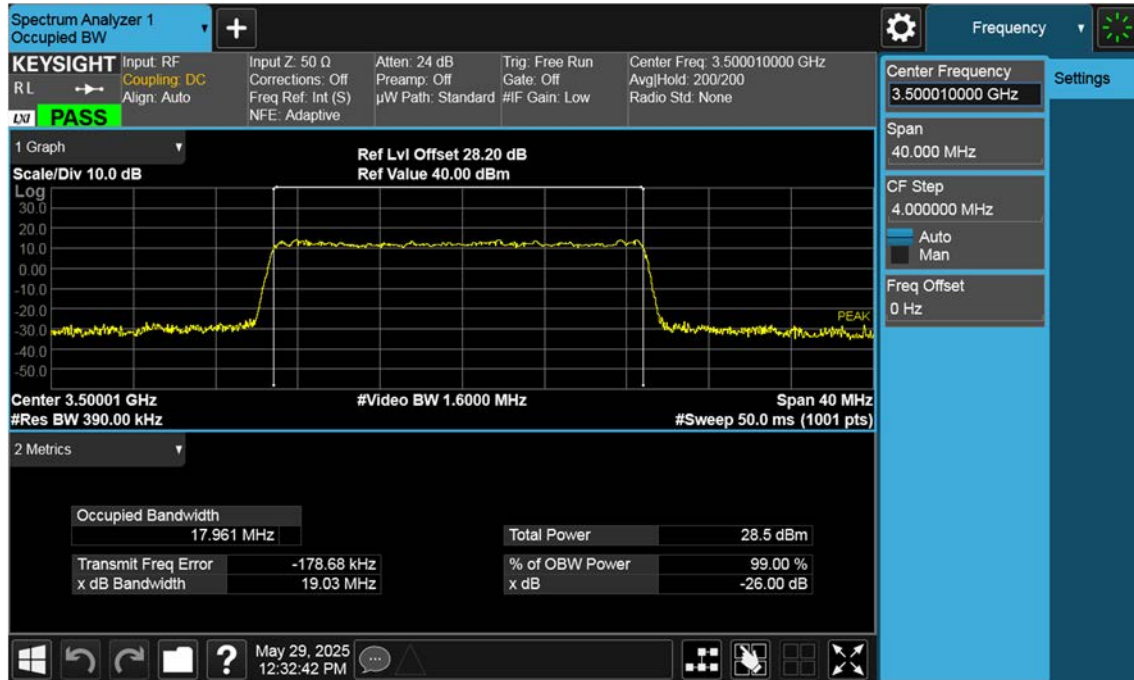 Spectrum Analyzer 1
Occupied BW
+
Frequency
KEYSIGHT
R L
LXI PASS
Input: RF
Coupling: DC
Align: Auto
Input Z: 50 Ω
Corrections: Off
Freq Ref: Int (S)
NFE: Adaptive
Atten: 24 dB
Preamp: Off
µW Path: Standard
Trig: Free Run
Gate: Off
#IF Gain: Low
Center Freq: 3.500010000 GHz
Avg|Hold: 200/200
Radio Std: None
Center Frequency
3.500010000 GHz
Settings
Span
40.000 MHz
CF Step
4.000000 MHz
Auto
Man
Freq Offset
0 Hz
1 Graph
Scale/Div 10.0 dB
Ref Lvl Offset 28.20 dB
Ref Value 40.00 dBm
Log
30.0
20.0
10.0
0.00
-10.0
-20.0
-30.0
-40.0
-50.0
PEAK
Center 3.50001 GHz
#Video BW 1.6000 MHz
Span 40 MHz
#Res BW 390.00 kHz
#Sweep 50.0 ms (1001 pts)
2 Metrics
Occupied Bandwidth
17.961 MHz
Total Power 28.5 dBm
Transmit Freq Error -178.68 kHz
% of OBW Power 99.00 %
x dB Bandwidth 19.03 MHz
x dB -26.00 dB
?
May 29, 2025
12:32:42 PM